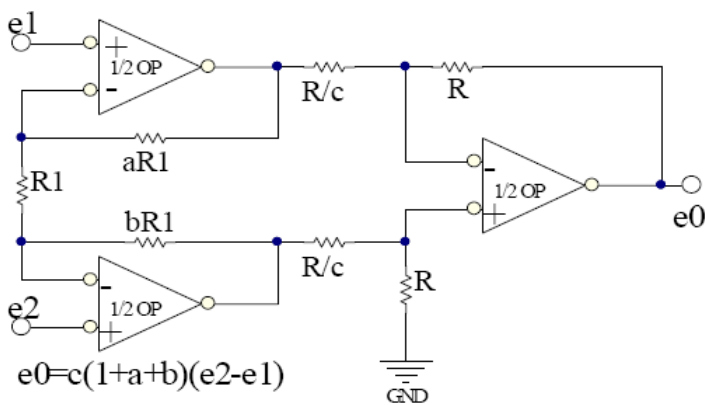 e1
+
1/2 OP
-
R/c
R
aR1
R1
-
1/2 OP
+
e0
bR1
R/c
-
1/2 OP
+
e2
R
e0=c(1+a+b)(e2-e1)
GND